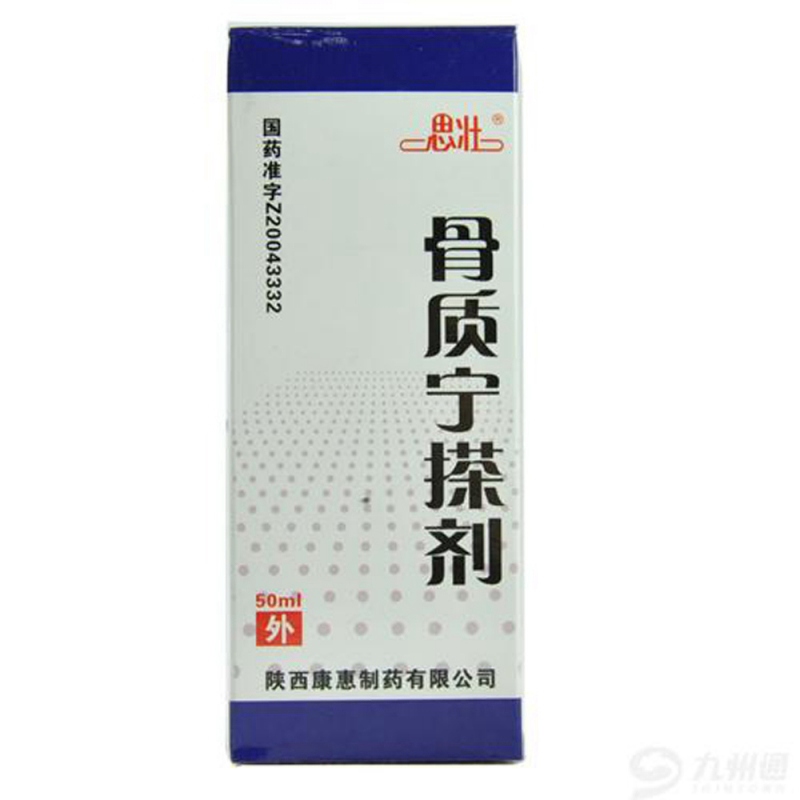 思壮®
国药准字Z20043332
骨质宁搽剂
50ml
外
陕西康惠制药有限公司
九州通
JOINTOWN